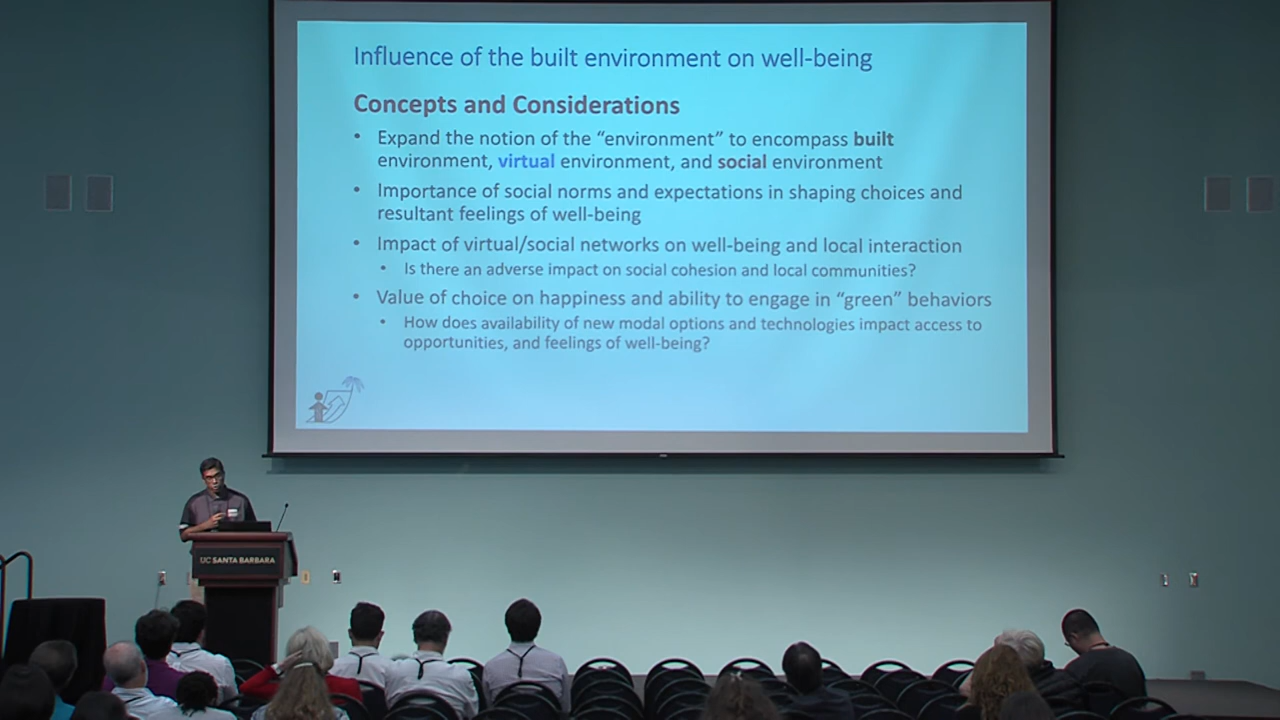 Influence of the built environment on well-being
Concepts and Considerations
• Expand the notion of the “environment” to encompass built
environment, virtual environment, and social environment
• Importance of social norms and expectations in shaping choices and
resultant feelings of well-being
• Impact of virtual/social networks on well-being and local interaction
• Is there an adverse impact on social cohesion and local communities?
• Value of choice on happiness and ability to engage in “green” behaviors
• How does availability of new modal options and technologies impact access to
opportunities, and feelings of well-being?
UC SANTA BARBARA